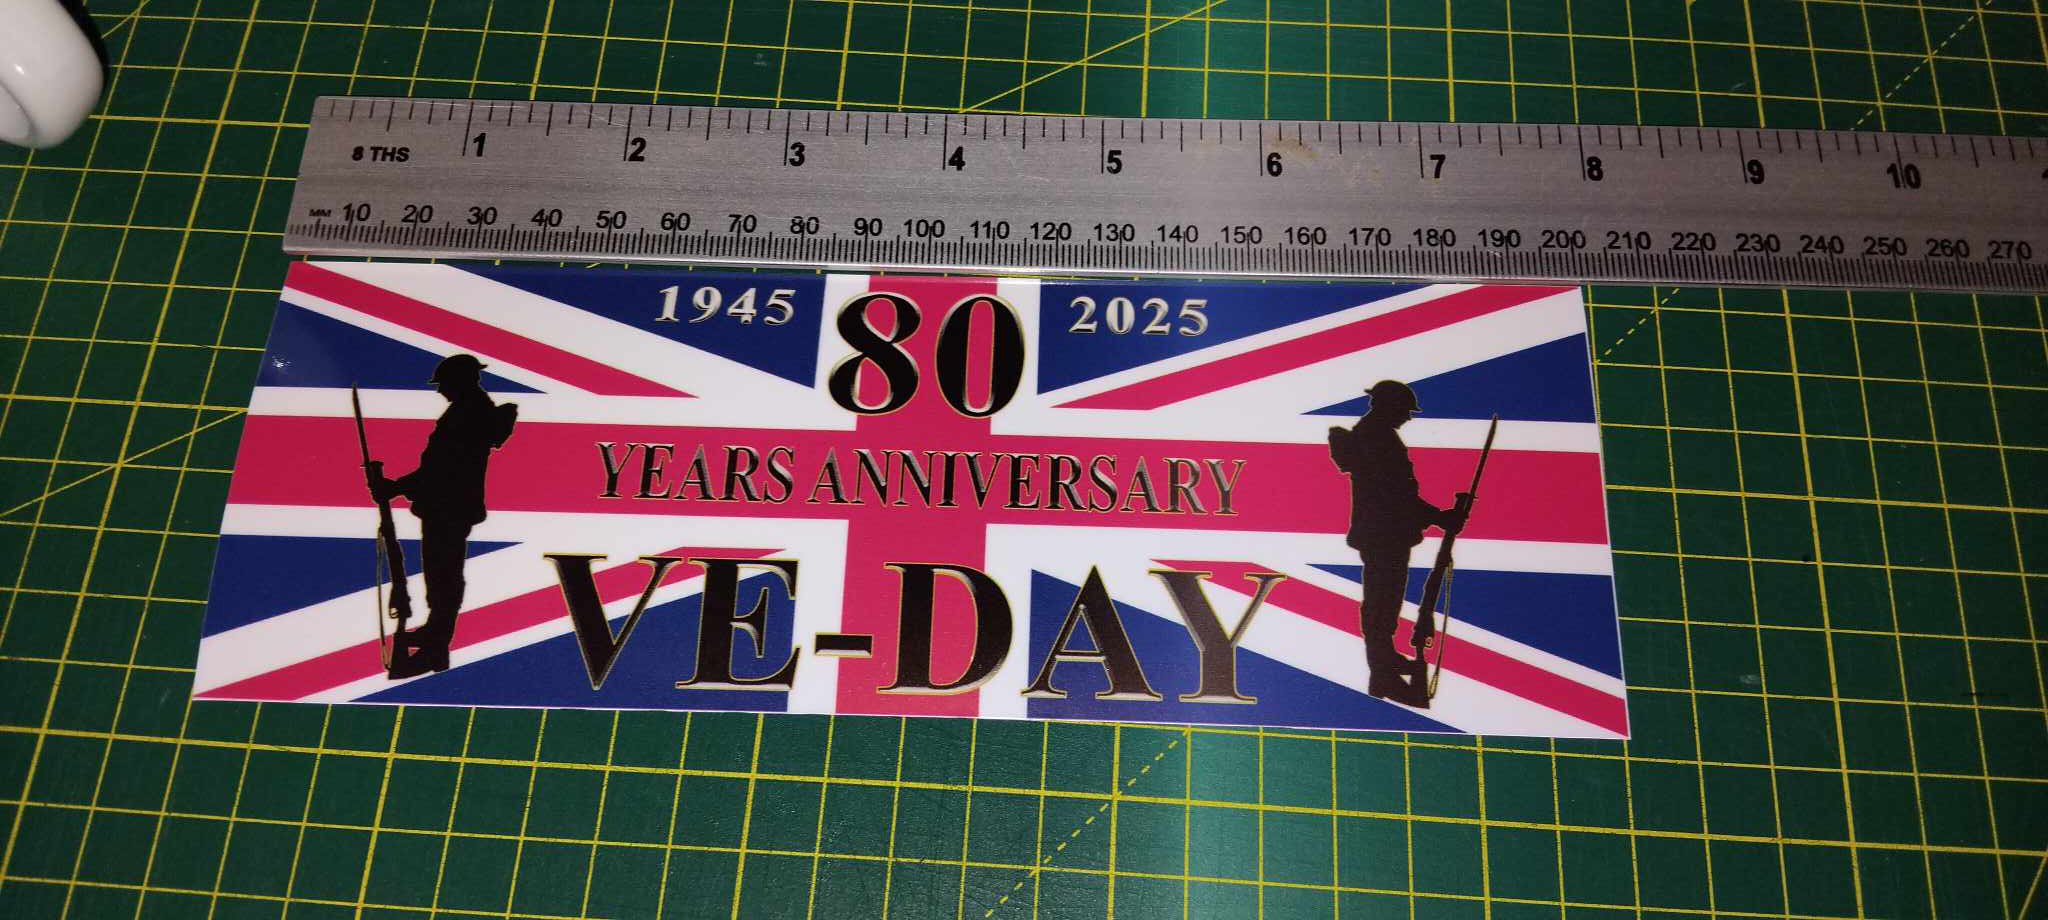 1 2 3 4 5 6 7 8 9 10
8 THS
MM 10 20 30 40 50 60 70 80 90 100 110 120 130 140 150 160 170 180 190 200 210 220 230 240 250 260 270
1945 80 2025
YEARS ANNIVERSARY
VE-DAY